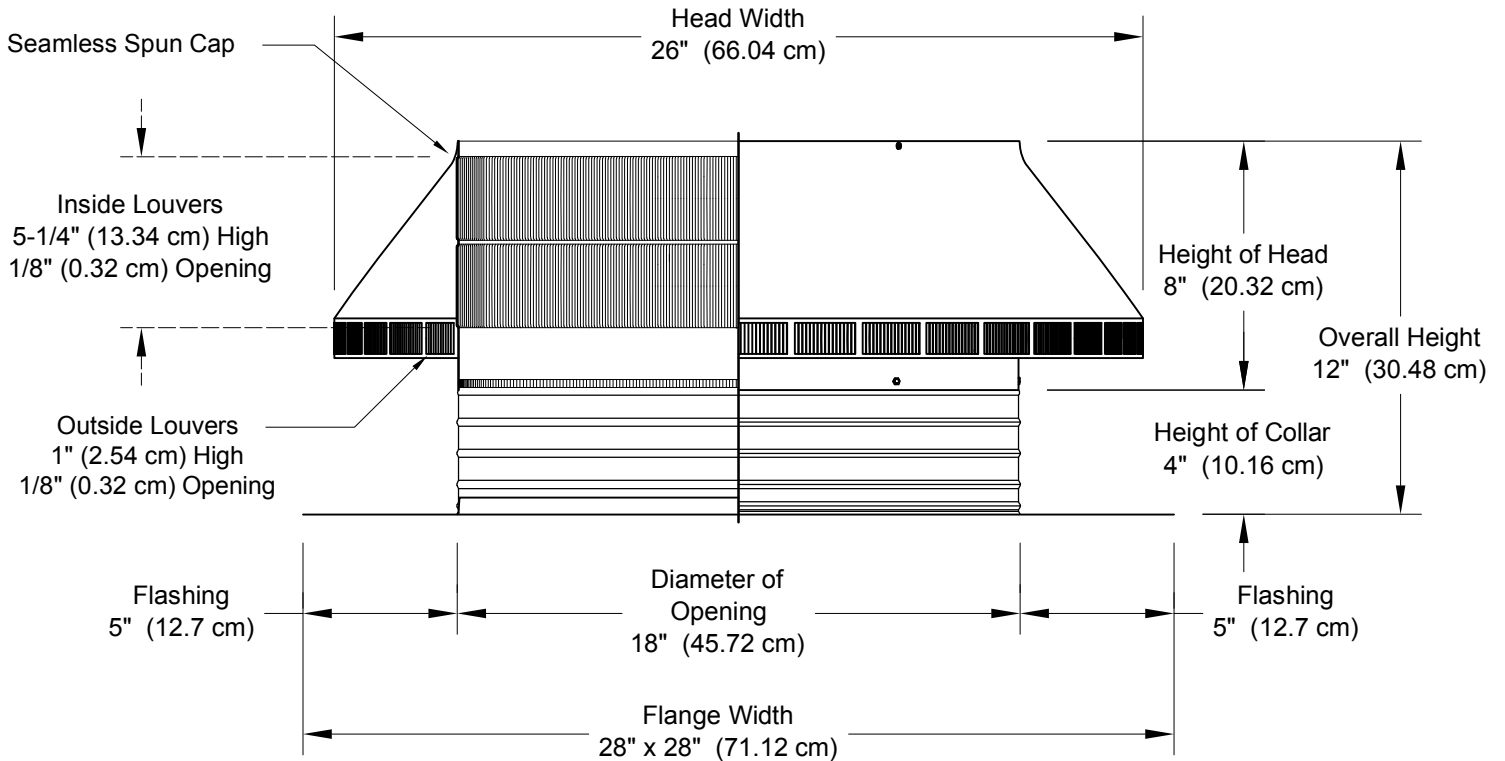 Head Width
26" (66.04 cm)
Seamless Spun Cap
Inside Louvers
5-1/4" (13.34 cm) High
1/8" (0.32 cm) Opening
Height of Head
8" (20.32 cm)
Overall Height
12" (30.48 cm)
Outside Louvers
1" (2.54 cm) High
1/8" (0.32 cm) Opening
Height of Collar
4" (10.16 cm)
Flashing
5" (12.7 cm)
Diameter of
Opening
18" (45.72 cm)
Flashing
5" (12.7 cm)
Flange Width
28" x 28" (71.12 cm)